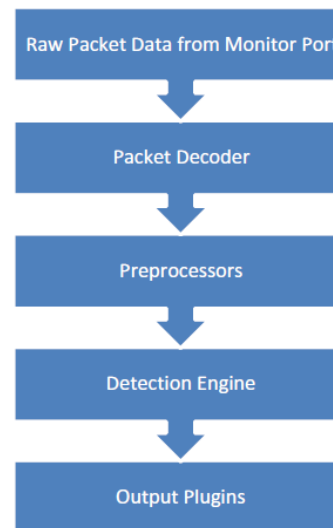 Raw Packet Data from Monitor Por
Packet Decoder
Preprocessors
Detection Engine
Output Plugins